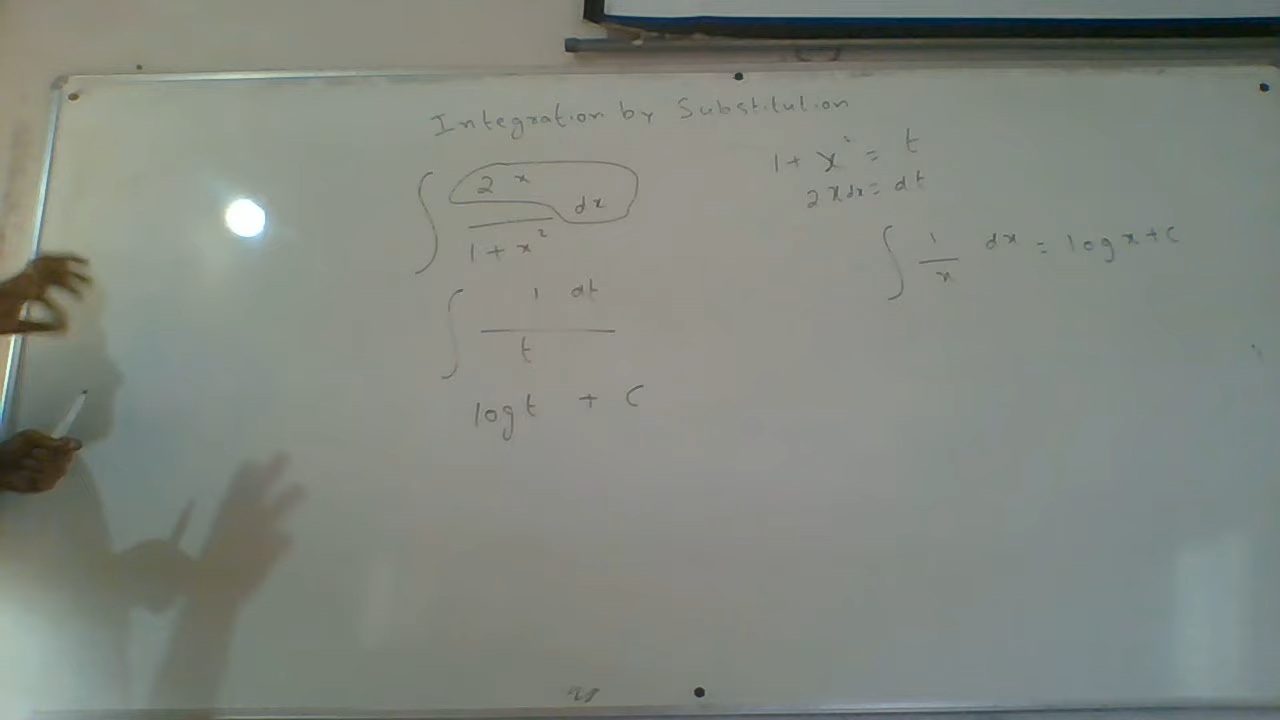 Integration by Substitution
∫ 2x dx / 1 + x²
∫ 1 dt / t
log t + C
1 + x² = t
2x dx = dt
∫ 1/x dx = log x + C